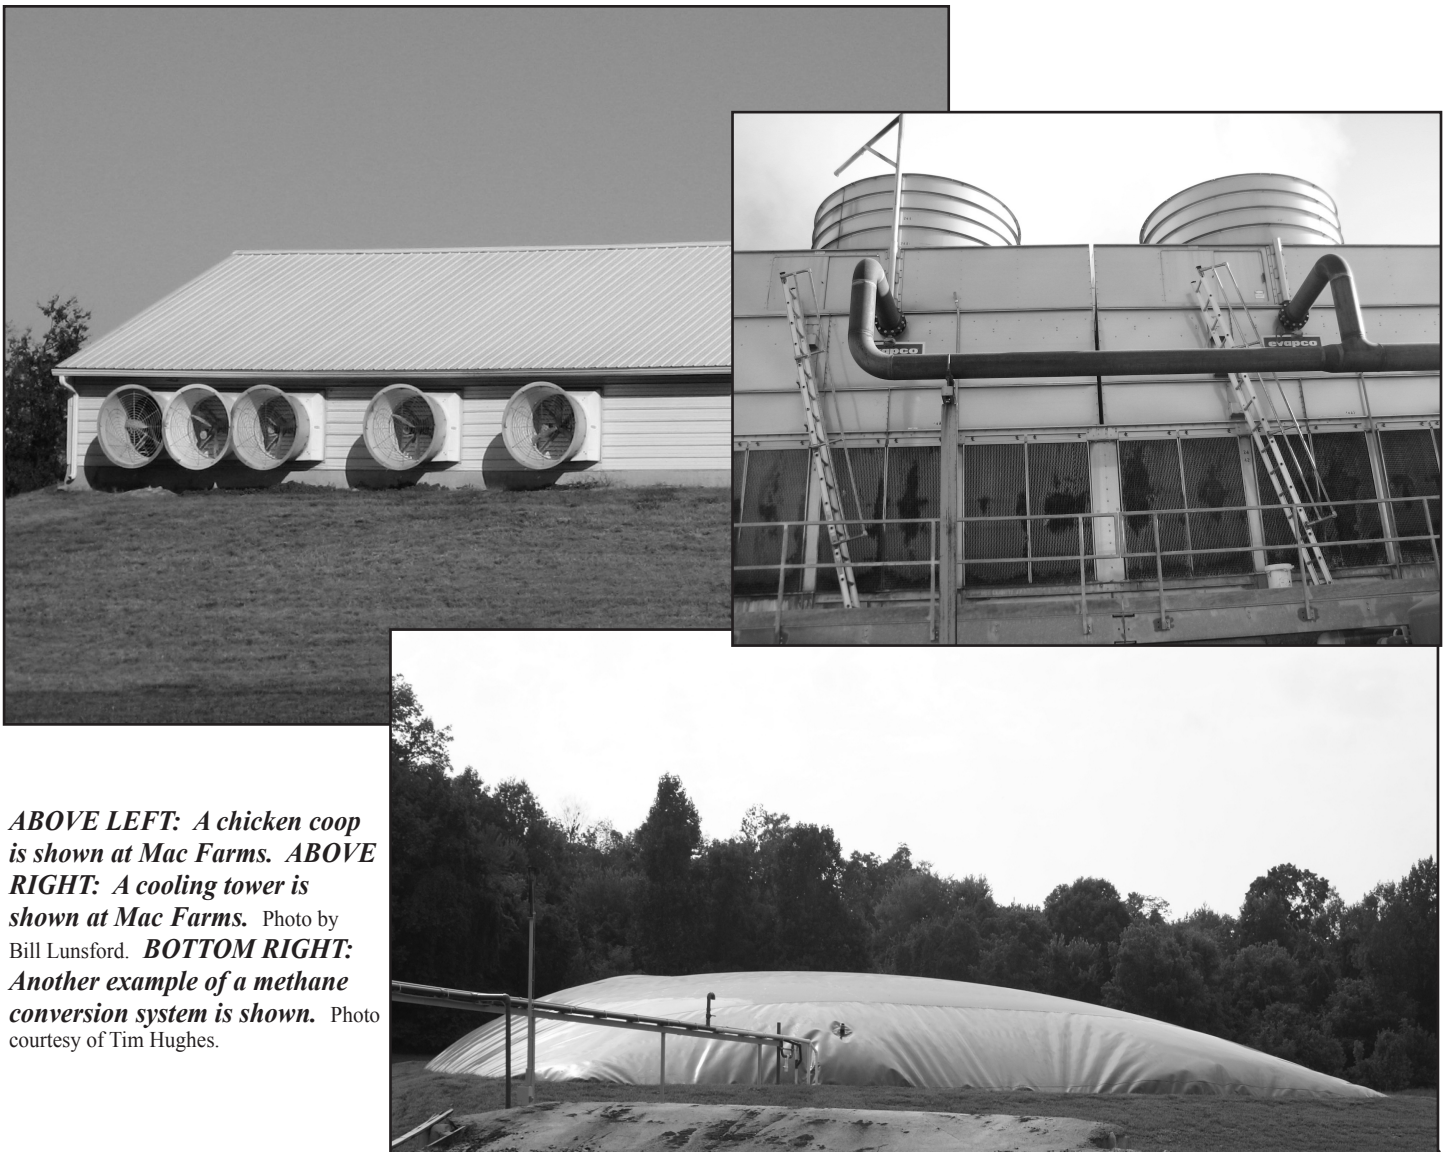 apco
evapco
ABOVE LEFT: A chicken coop
is shown at Mac Farms. ABOVE
RIGHT: A cooling tower is
shown at Mac Farms. Photo by
Bill Lunsford. BOTTOM RIGHT:
Another example of a methane
conversion system is shown. Photo
courtesy of Tim Hughes.